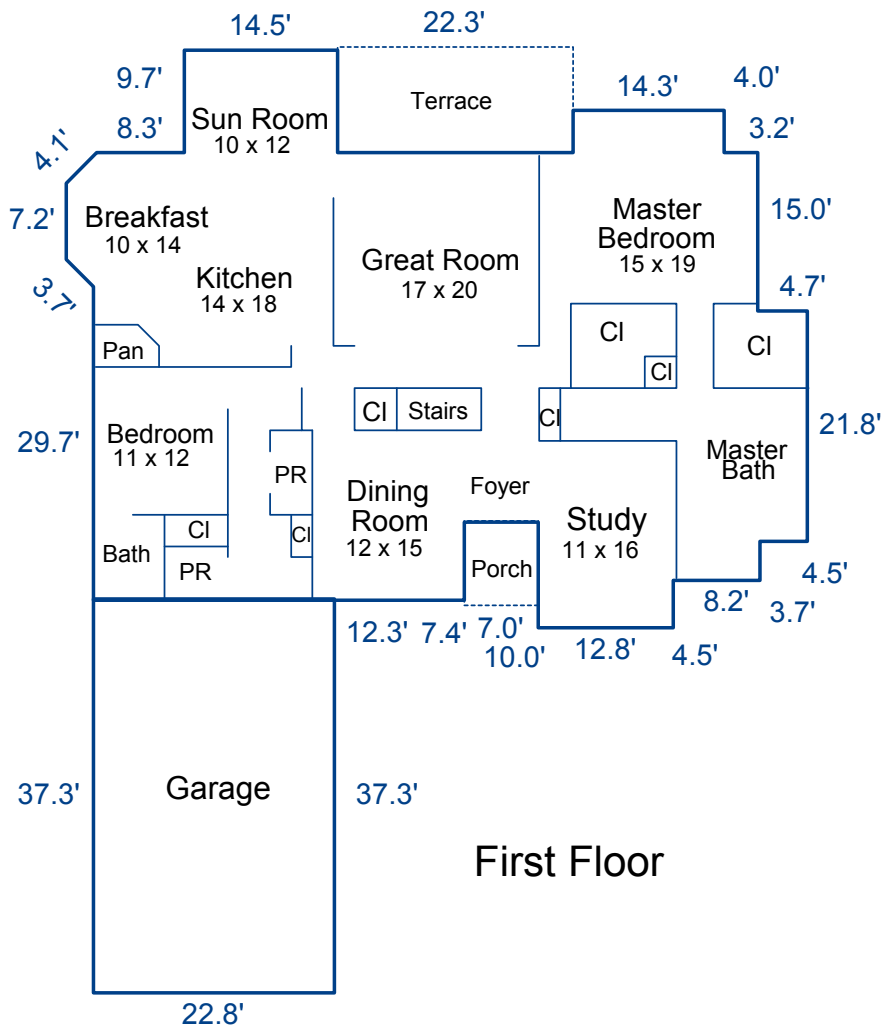 14.5'
22.3'
9.7'
14.3'
4.0'
Terrace
Sun Room
10 x 12
8.3'
3.2'
4.1'
7.2'
Breakfast
10 x 14
Master
Bedroom
15 x 19
15.0'
Kitchen
14 x 18
Great Room
17 x 20
3.7'
4.7'
Pan
Cl
Cl
Cl
Cl
Stairs
Cl
29.7'
Bedroom
11 x 12
21.8'
Master
Bath
PR
Dining
Room
12 x 15
Foyer
Study
11 x 16
Cl
Cl
Bath
PR
Porch
4.5'
8.2'
3.7'
12.3'
7.4'
7.0'
10.0'
12.8'
4.5'
37.3'
Garage
37.3'
First Floor
22.8'